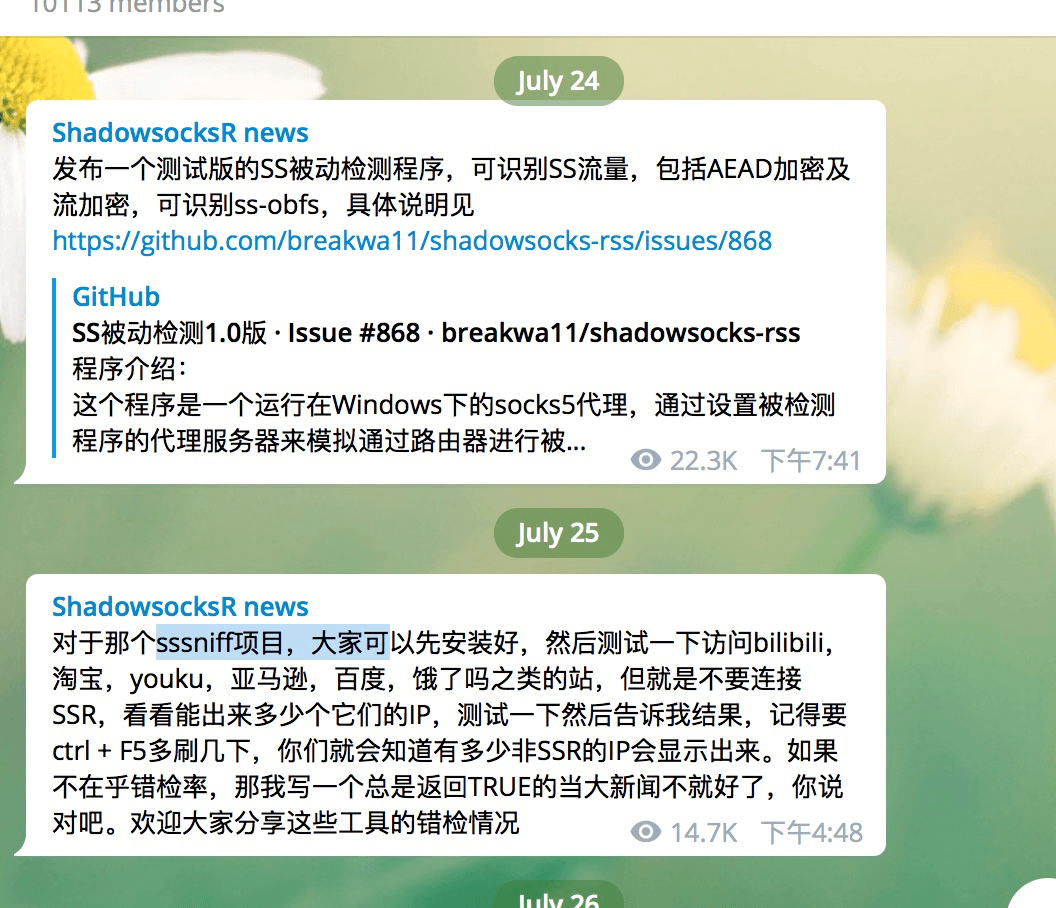 10113 members
July 24
ShadowsocksR news
发布一个测试版的SS被动检测程序，可识别SS流量，包括AEAD加密及
流加密，可识别ss-obfs，具体说明见
https://github.com/breakwa11/shadowsocks-rss/issues/868
GitHub
SS被动检测1.0版 · Issue #868 · breakwa11/shadowsocks-rss
程序介绍：
这个程序是一个运行在Windows下的socks5代理，通过设置被检测
程序的代理服务器来模拟通过路由器进行被...
22.3K 下午7:41
July 25
ShadowsocksR news
对于那个sssniff项目，大家可以先安装好，然后测试一下访问bilibili，
淘宝，youku，亚马逊，百度，饿了吗之类的站，但就是不要连接
SSR，看看能出来多少个它们的IP，测试一下然后告诉我结果，记得要
ctrl + F5多刷几下，你们就会知道有多少非SSR的IP会显示出来。如果
不在乎错检率，那我写一个总是返回TRUE的当大新闻不就好了，你说
对吧。欢迎大家分享这些工具的错检情况
14.7K 下午4:48
July 26